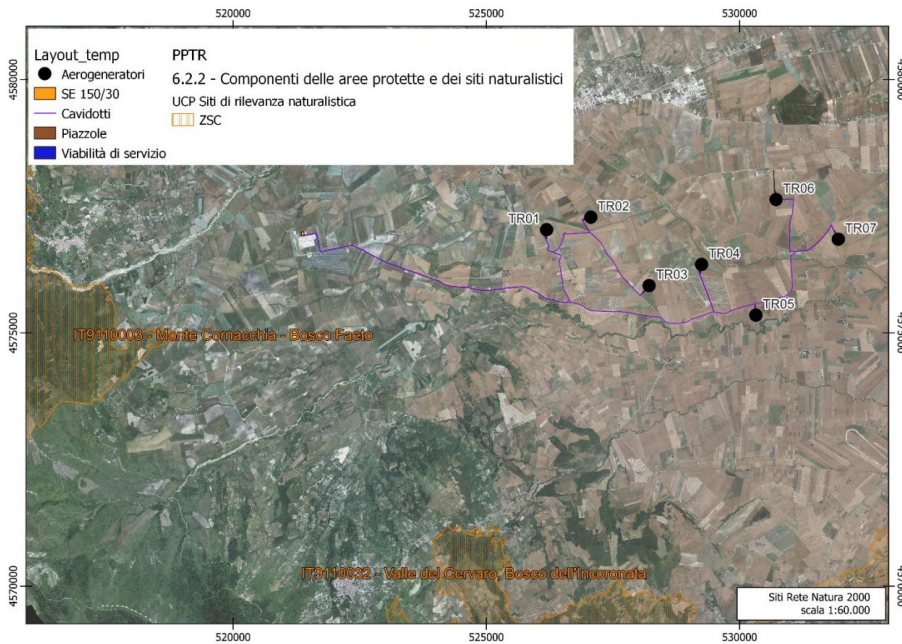 520000
525000
530000
Layout_temp
Aerogeneratori
SE 150/30
Cavidotti
Piazzole
Viabilità di servizio
PPTR
6.2.2 - Componenti delle aree protette e dei siti naturalistici
UCP Siti di rilevanza naturalistica
ZSC
4580000
4580000
TR06
TR01
TR02
TR07
TR04
TR03
TR05
4575000
IT9110003 - Monte Cornacchia - Bosco Faeto
4575000
4570000
IT9110032 - Valle del Cervaro, Bosco dell'Incoronata
4570000
Siti Rete Natura 2000
scala 1:60.000
520000
525000
530000